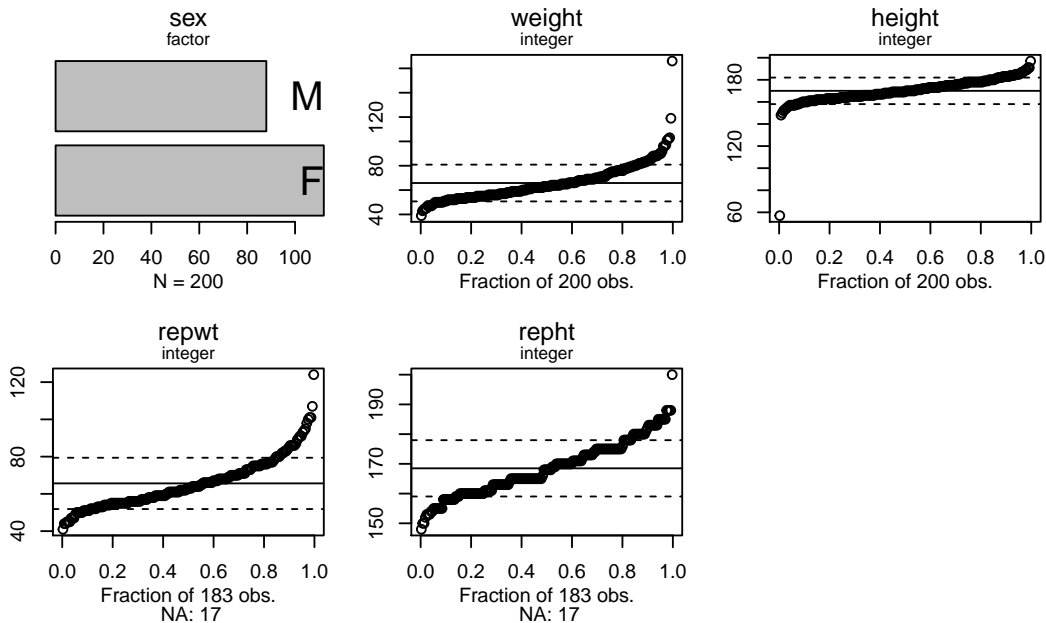 sex
factor
M
F
0 20 40 60 80 100
N = 200
weight
integer
120
80
40
0.0 0.2 0.4 0.6 0.8 1.0
Fraction of 200 obs.
height
integer
180
120
60
0.0 0.2 0.4 0.6 0.8 1.0
Fraction of 200 obs.
repwt
integer
120
80
40
0.0 0.2 0.4 0.6 0.8 1.0
Fraction of 183 obs.
NA: 17
repht
integer
190
170
150
0.0 0.2 0.4 0.6 0.8 1.0
Fraction of 183 obs.
NA: 17